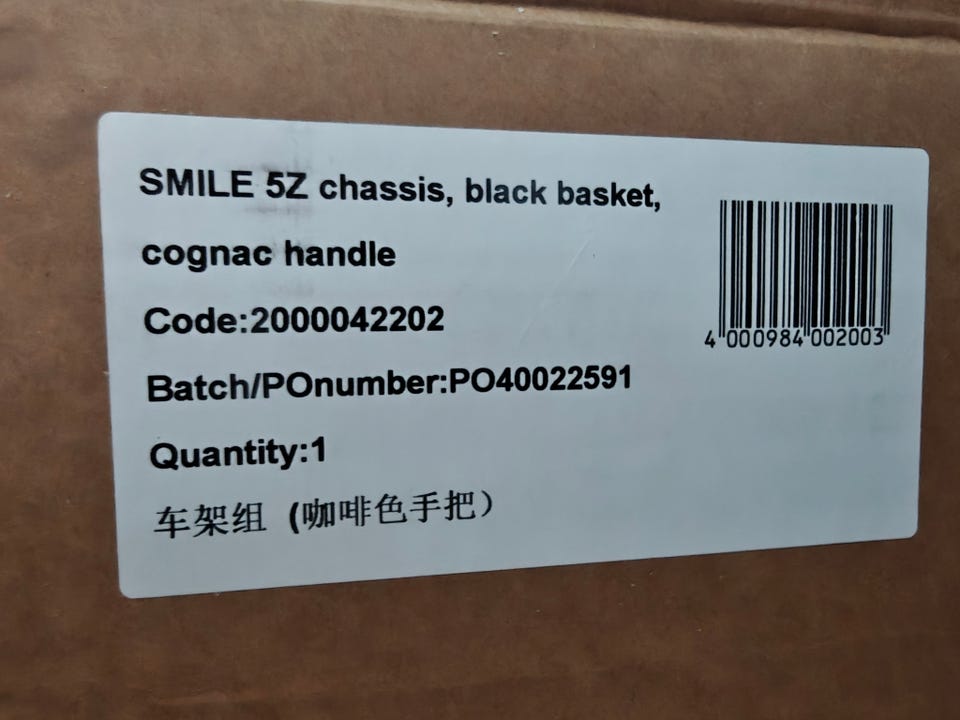 SMILE 5Z chassis, black basket,
cognac handle
Code:2000042202
Batch/POnumber:PO40022591
Quantity:1
车架组 (咖啡色手把）
4 000984 002003